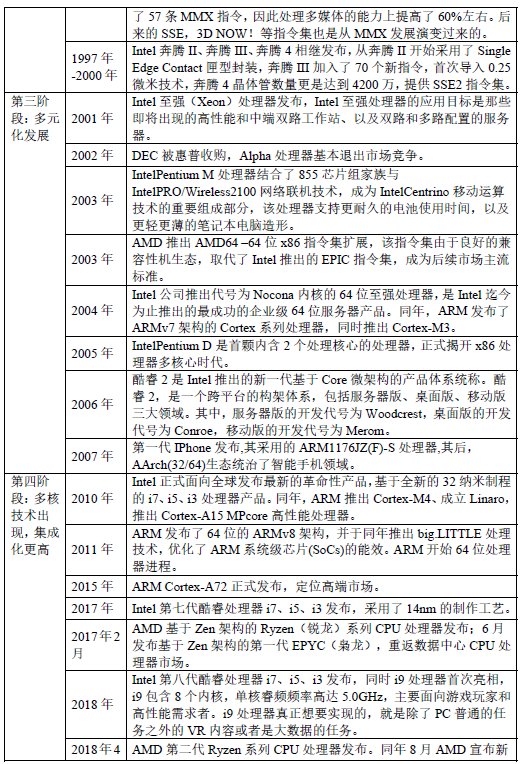 了 57 条 MMX 指令，因此处理多媒体的能力上提高了 60%左右。后
来的 SSE，3D NOW！等指令集也是从 MMX 发展演变过来的。
1997 年
-2000 年
Intel 奔腾 II、奔腾 III、奔腾 4 相继发布，从奔腾 II 开始采用了 Single
Edge Contact 匣型封装，奔腾 III 加入了 70 个新指令，首次导入 0.25
微米技术，奔腾 4 晶体管数量更是达到 4200 万，提供 SSE2 指令集。
第三阶
段：多元
化发展
2001 年
Intel 至强（Xeon）处理器发布，Intel 至强处理器的应用目标是那些
即将出现的高性能和中端双路工作站、以及双路和多路配置的服务
器。
2002 年
DEC 被惠普收购，Alpha 处理器基本退出市场竞争。
2003 年
IntelPentium M 处理器结合了 855 芯片组家族与
IntelPRO/Wireless2100 网络联机技术，成为 IntelCentrino 移动运算
技术的重要组成部分，该处理器支持更耐久的电池使用时间，以及
更轻更薄的笔记本电脑造形。
2003 年
AMD 推出 AMD64 –64 位 x86 指令集扩展，该指令集由于良好的兼
容性机生态，取代了 Intel 推出的 EPIC 指令集，成为后续市场主流
标准。
2004 年
Intel 公司推出代号为 Nocona 内核的 64 位至强处理器，是 Intel 迄今
为止推出的最成功的企业级 64 位服务器产品。同年，ARM 发布了
ARMv7 架构的 Cortex 系列处理器，同时推出 Cortex-M3。
2005 年
IntelPentium D 是首颗内含 2 个处理核心的处理器，正式揭开 x86 处
理器多核心时代。
2006 年
酷睿 2 是 Intel 推出的新一代基于 Core 微架构的产品体系统称。酷
睿 2，是一个跨平台的构架体系，包括服务器版、桌面版、移动版
三大领域。其中，服务器版的开发代号为 Woodcrest，桌面版的开发
代号为 Conroe，移动版的开发代号为 Merom。
2007 年
第一代 IPhone 发布,其采用的 ARM1176JZ(F)-S 处理器,其后，
AArch(32/64)生态统治了智能手机领域。
第四阶
段：多核
技术出
现，集成
化更高
2010 年
Intel 正式面向全球发布最新的革命性产品，基于全新的 32 纳米制程
的 i7、i5、i3 处理器产品。同年，ARM 推出 Cortex-M4、成立 Linaro，
推出 Cortex-A15 MPcore 高性能处理器。
2011 年
ARM 发布了 64 位的 ARMv8 架构，并于同年推出 big.LITTLE 处理
技术，优化了 ARM 系统级芯片(SoCs)的能效。ARM 开始 64 位处理
器进程。
2015 年
ARM Cortex-A72 正式发布，定位高端市场。
2017 年
Intel 第七代酷睿处理器 i7、i5、i3 发布，采用了 14nm 的制作工艺。
2017 年 2
月
AMD 基于 Zen 架构的 Ryzen（锐龙）系列 CPU 处理器发布；6 月
发布基于 Zen 架构的第一代 EPYC（枭龙），重返数据中心 CPU 处
理器市场。
2018 年
Intel 第八代酷睿处理器 i7、i5、i3 发布，同时 i9 处理器首次亮相，
i9 包含 8 个内核，单核睿频频率高达 5.0GHz，主要面向游戏玩家和
高性能需求者。i9 处理器真正想要实现的，就是除了 PC 普通的任
务之外的 VR 内容或者是大数据的任务。
2018 年 4
AMD 第二代 Ryzen 系列 CPU 处理器发布。同年 8 月 AMD 宣布新